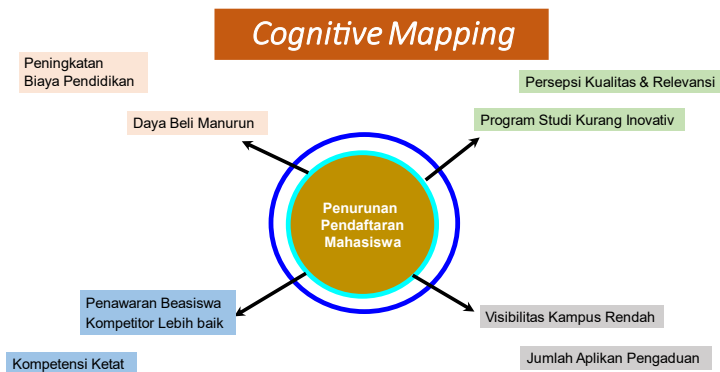 Cognitive Mapping
Peningkatan
Biaya Pendidikan
Daya Beli Manurun
Persepsi Kualitas & Relevansi
Program Studi Kurang Inovativ
Penurunan
Pendaftaran
Mahasiswa
Penawaran Beasiswa
Kompetitor Lebih baik
Kompetensi Ketat
Visibilitas Kampus Rendah
Jumlah Aplikan Pengaduan